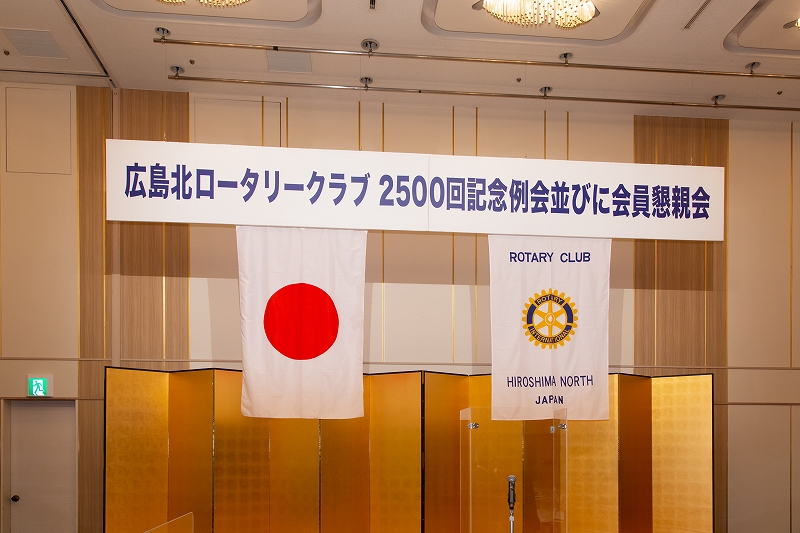 広島北ロータリークラブ 2500回記念例会並びに会員懇親会
ROTARY CLUB
ROTARY
INTERNATIONAL
HIROSHIMA NORTH
JAPAN